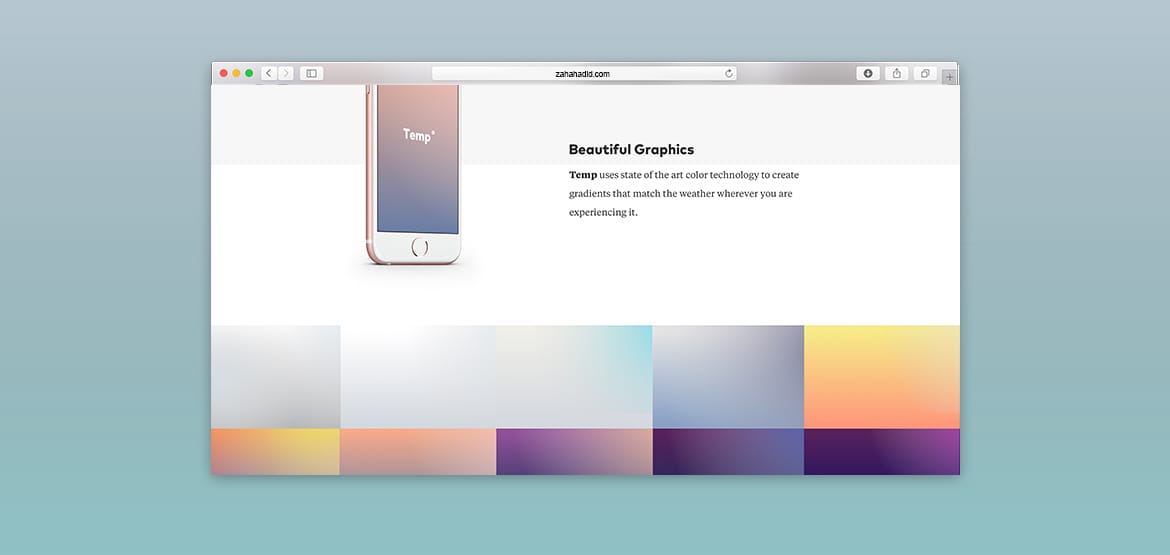 zahahadid.com
Temp°
Beautiful Graphics
Temp uses state of the art color technology to create
gradients that match the weather wherever you are
experiencing it.